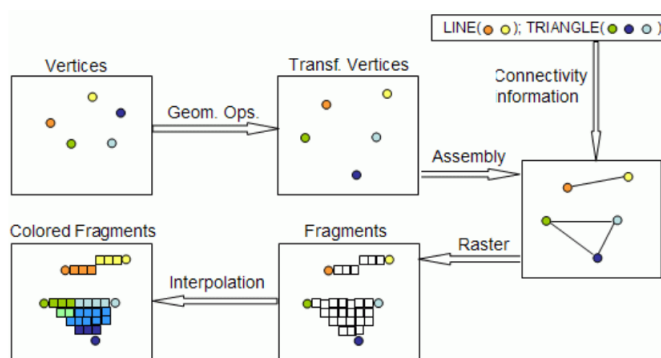 LINE( ); TRIANGLE( )
Vertices
Transf. Vertices
Connectivity
Information
Geom. Ops.
Assembly
Colored Fragments
Fragments
Raster
Interpolation